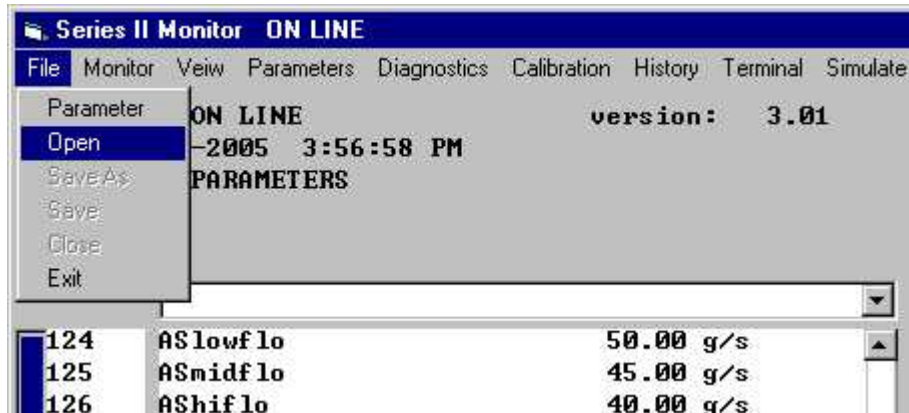 Series II Monitor ON LINE
File Monitor Veiw Parameters Diagnostics Calibration History Terminal Simulate
Parameter
Open
Save As
Save
Close
Exit
ON LINE version: 3.01
-2005 3:56:58 PM
PARAMETERS
124 ASlowflo 50.00 g/s
125 ASmidflo 45.00 g/s
126 AShiflo 40.00 g/s